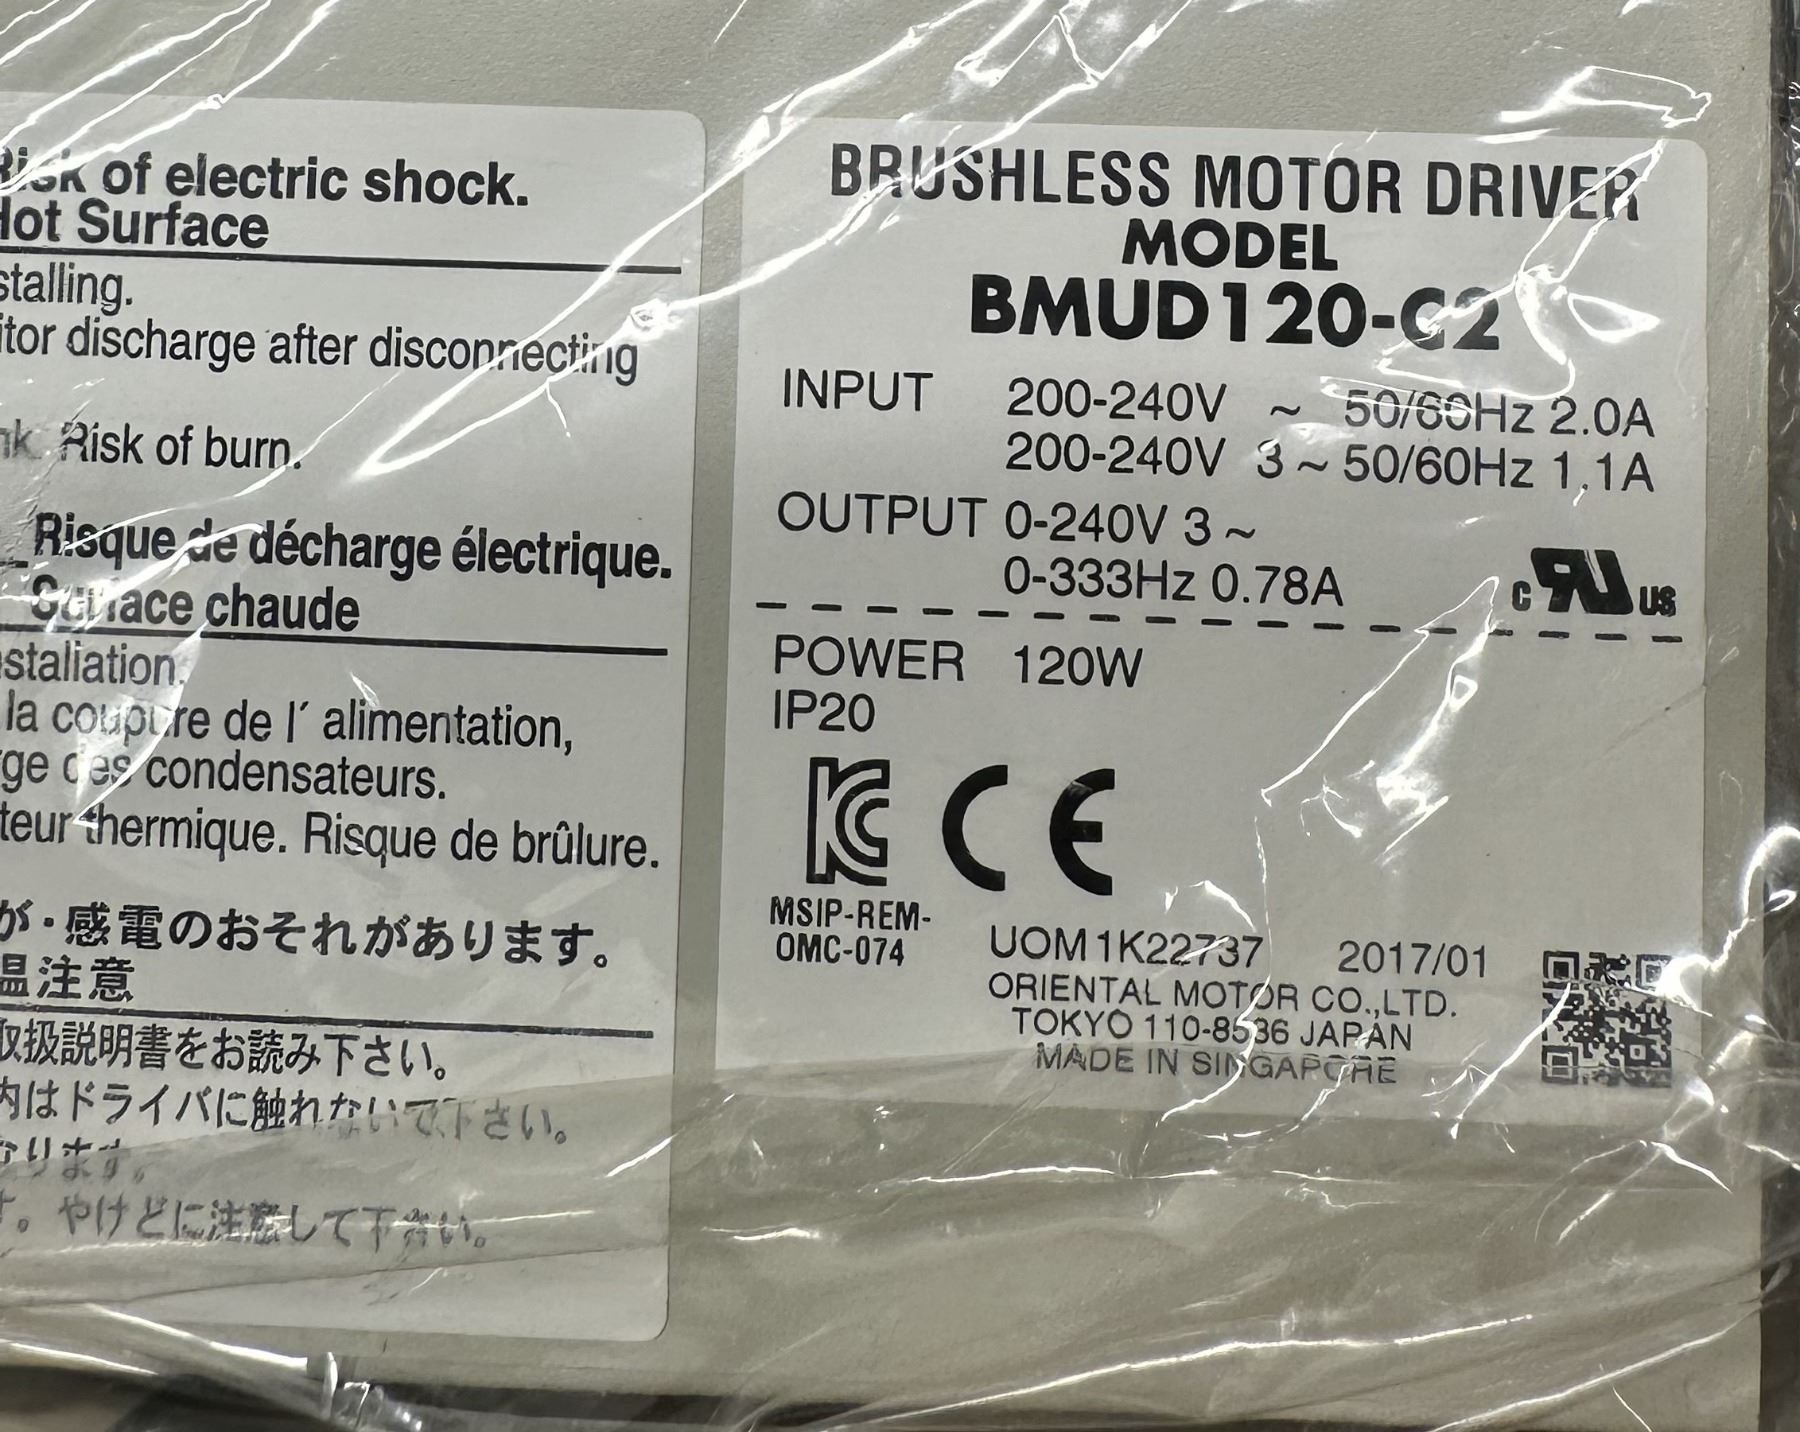 Risk of electric shock.
Hot Surface
stalling.
itor discharge after disconnecting
nk. Risk of burn.
Risque de décharge électrique.
Surface chaude
nstallation.
la coupure de l´ alimentation,
rge des condensateurs.
teur thermique. Risque de brûlure.
が・感電のおそれがあります。
温注意
取扱説明書をお読み下さい。
内はドライバに触れないで下さい。
なります。
す。やけどに注意して下さい。
BRUSHLESS MOTOR DRIVER
MODEL
BMUD120-C2
INPUT 200-240V ~ 50/60Hz 2.0A
200-240V 3~50/60Hz 1.1A
OUTPUT 0-240V 3~
0-333Hz 0.78A
c RU US
POWER 120W
IP20
KC CE
MSIP-REM-
OMC-074
UOM1K22737 2017/01
ORIENTAL MOTOR CO.,LTD.
TOKYO 110-8536 JAPAN
MADE IN SINGAPORE